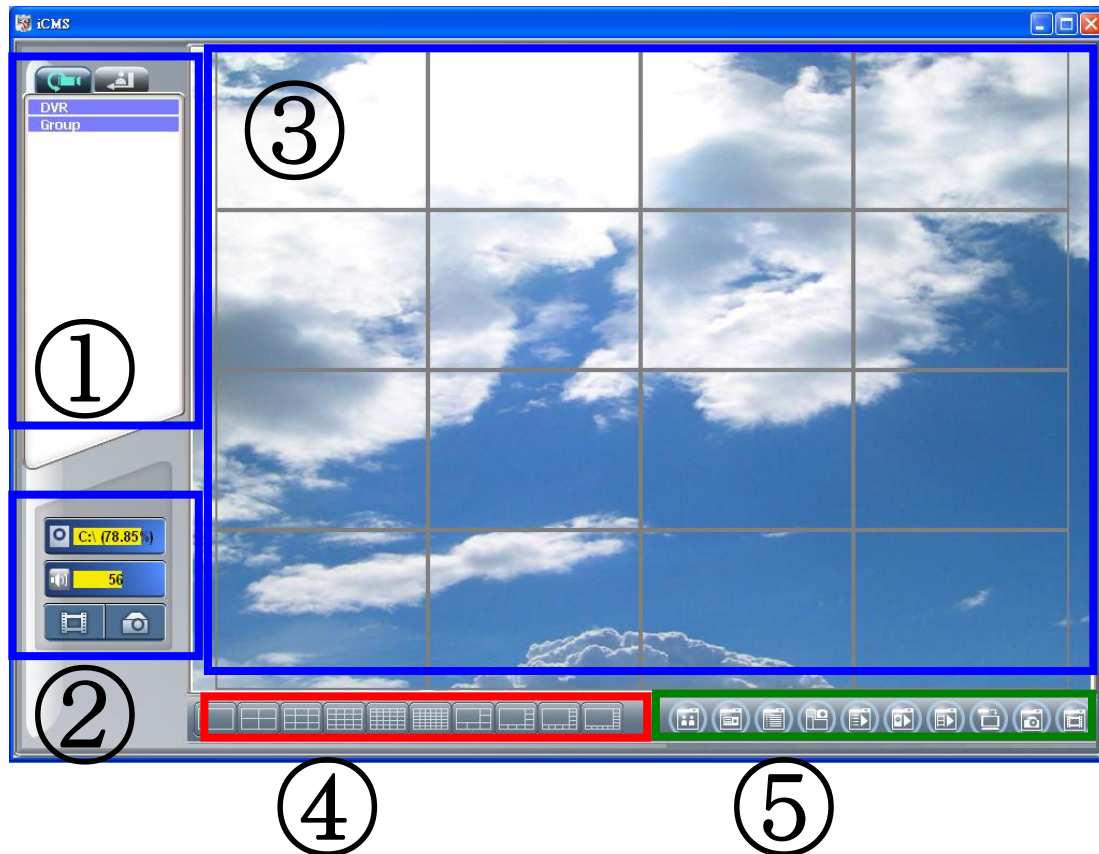 iCMS
DVR
Group
③
①
C:\ (78.85%)
56
②
④
⑤